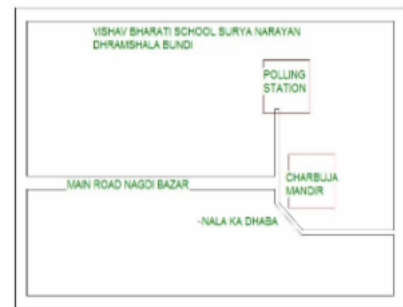 VISHAV BHARATI SCHOOL SURYA NARAYAN
DHRAMSHALA BUNDI
POLLING
STATION
CHARBUJA
MANDIR
MAIN ROAD NAGDI BAZAR
-NALA KA DHABA